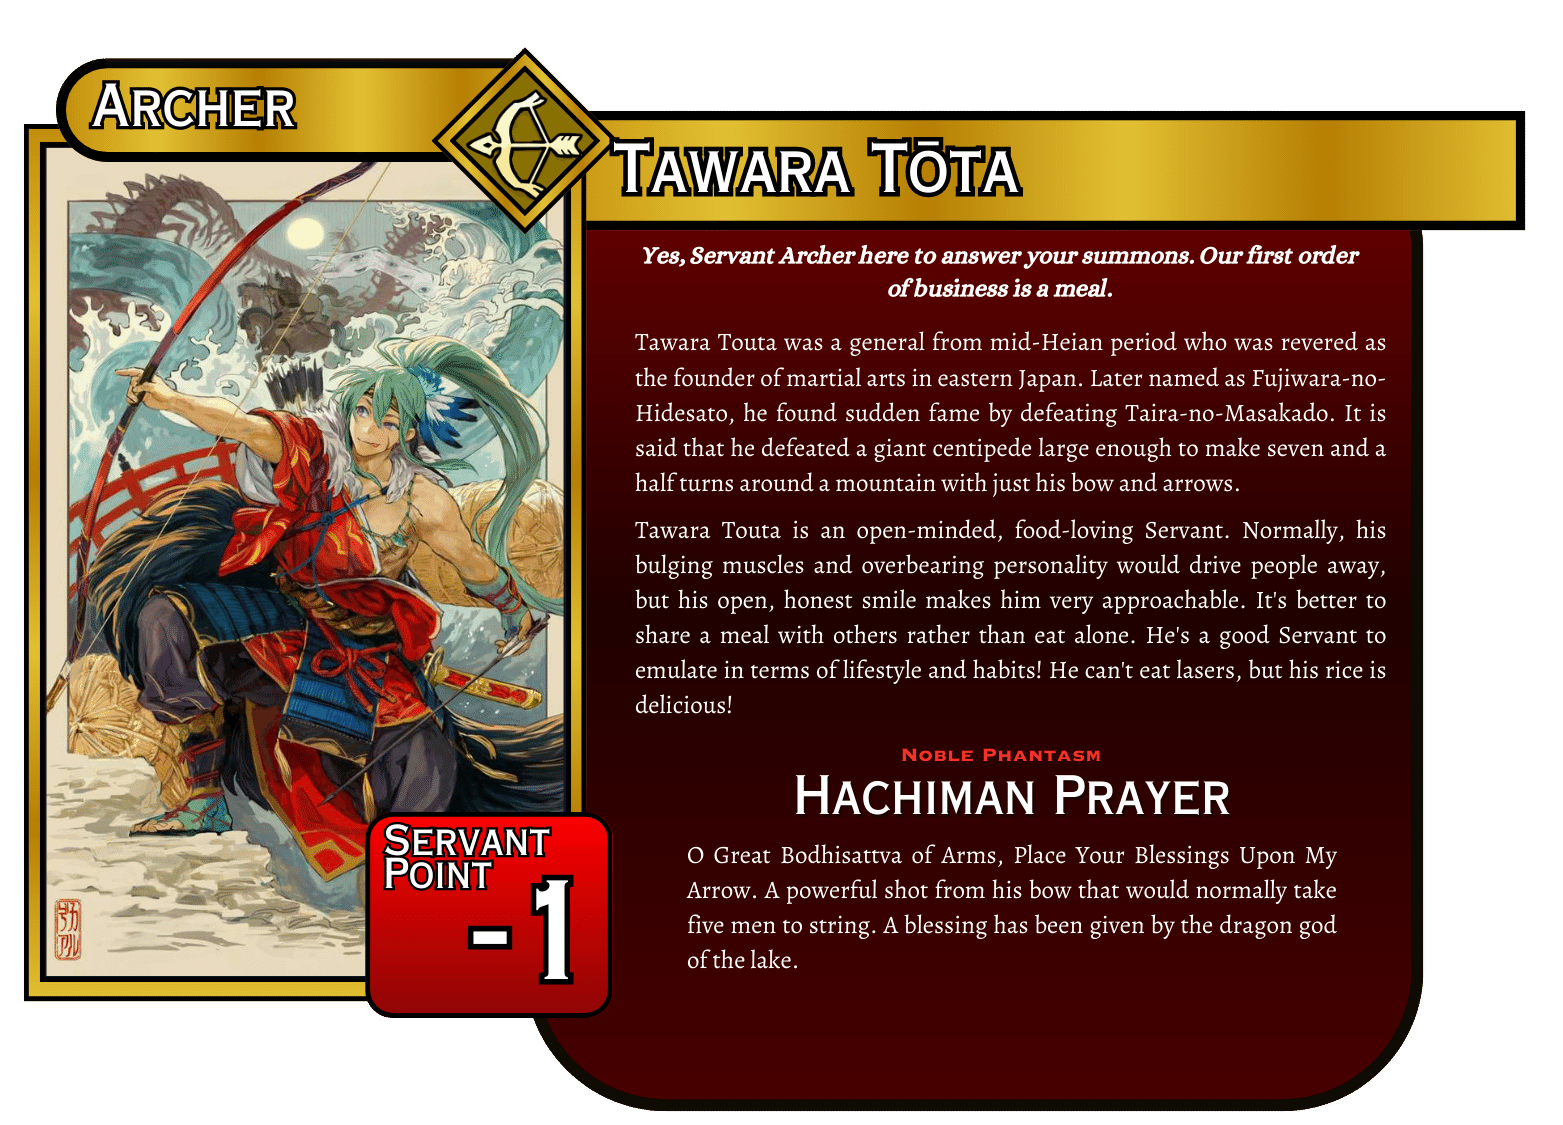 Archer
Tawara Tōta
Yes, Servant Archer here to answer your summons. Our first order
of business is a meal.
Tawara Touta was a general from mid-Heian period who was revered as
the founder of martial arts in eastern Japan. Later named as Fujiwara-no-
Hidesato, he found sudden fame by defeating Taira-no-Masakado. It is
said that he defeated a giant centipede large enough to make seven and a
half turns around a mountain with just his bow and arrows.
Tawara Touta is an open-minded, food-loving Servant. Normally, his
bulging muscles and overbearing personality would drive people away,
but his open, honest smile makes him very approachable. It's better to
share a meal with others rather than eat alone. He's a good Servant to
emulate in terms of lifestyle and habits! He can't eat lasers, but his rice is
delicious!
Noble Phantasm
Hachiman Prayer
O Great Bodhisattva of Arms, Place Your Blessings Upon My
Arrow. A powerful shot from his bow that would normally take
five men to string. A blessing has been given by the dragon god
of the lake.
Servant
Point
-1